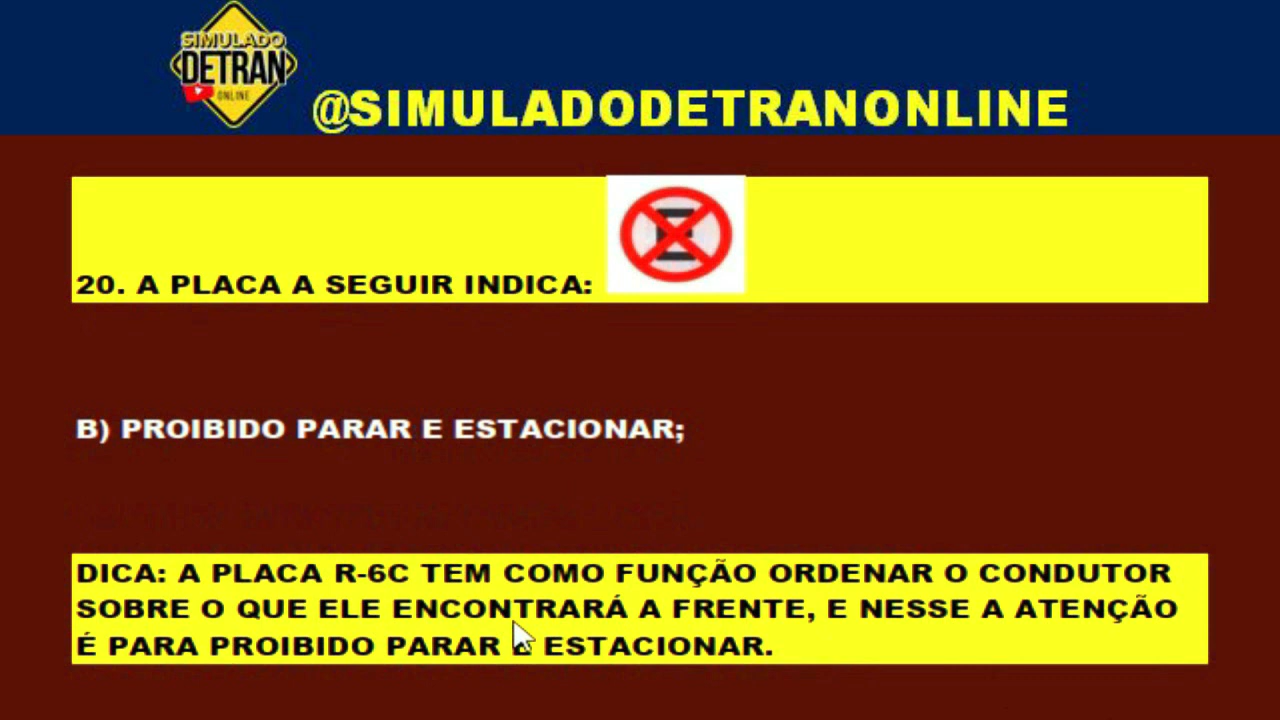 SIMULADO
DETRAN
ONLINE
@SIMULADODETRANONLINE
E
20. A PLACA A SEGUIR INDICA:
B) PROIBIDO PARAR E ESTACIONAR;
DICA: A PLACA R-6C TEM COMO FUNÇÃO ORDENAR O CONDUTOR
SOBRE O QUE ELE ENCONTRARÁ A FRENTE, E NESSE A ATENÇÃO
É PARA PROIBIDO PARAR E ESTACIONAR.